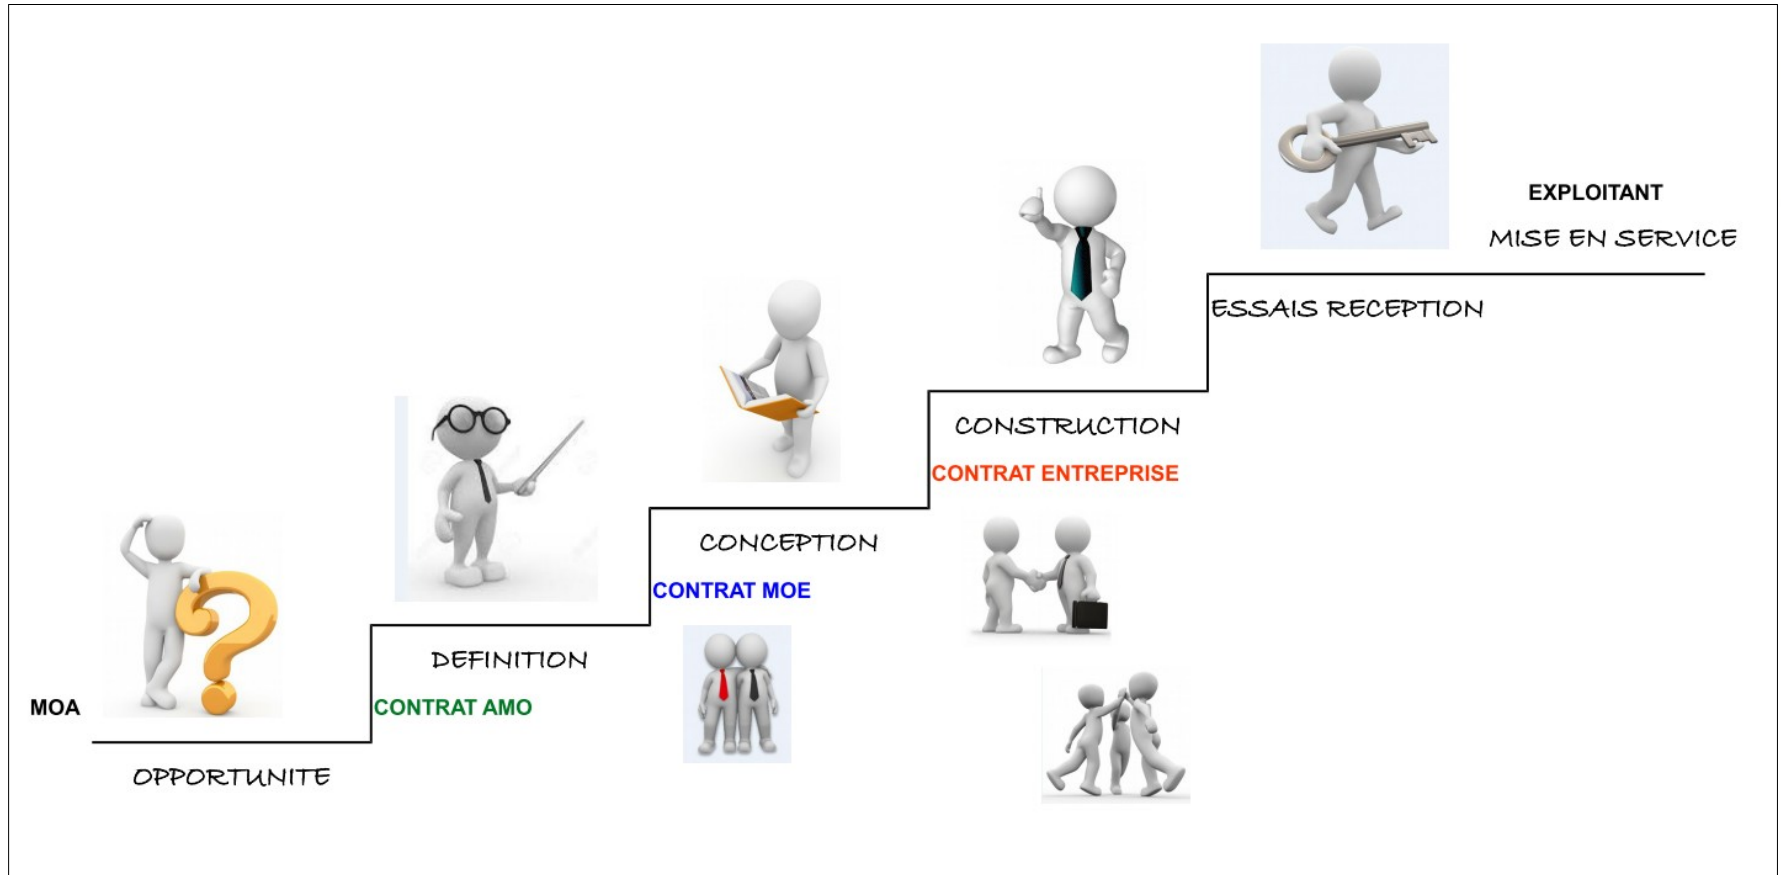 EXPLOITANT
MISE EN SERVICE
ESSAIS RECEPTION
CONSTRUCTION
CONTRAT ENTREPRISE
CONCEPTION
CONTRAT MOE
DEFINITION
CONTRAT AMO
MOA
OPPORTUNITE